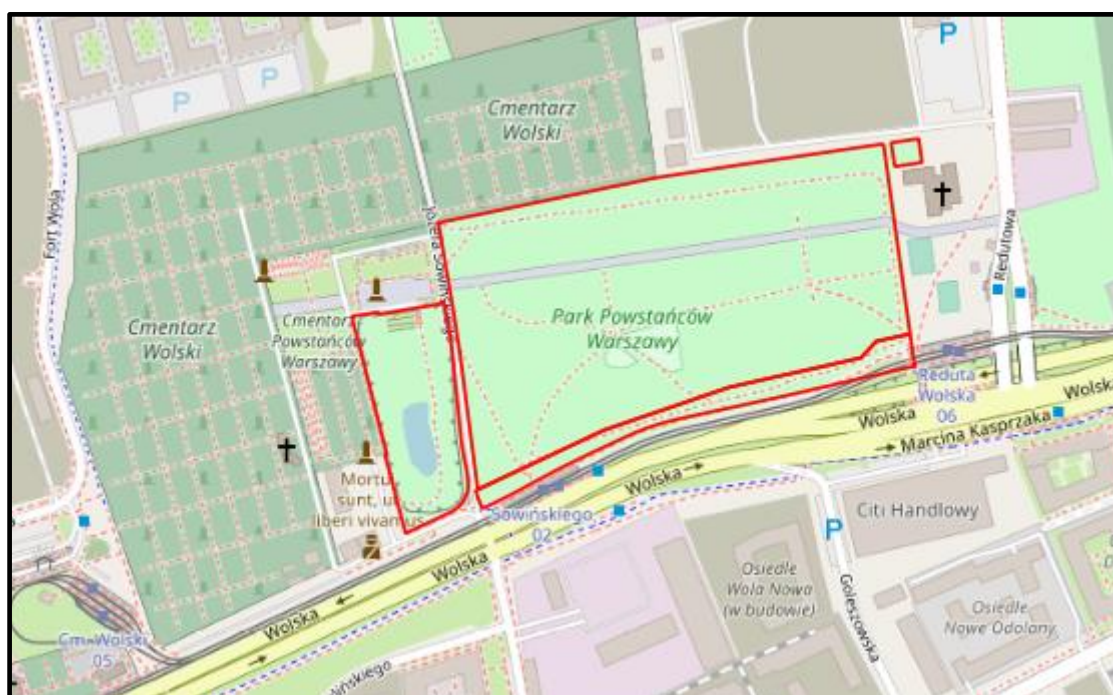 P
P
Cmentarz
Wolski
Fort Wola
Józefa Sowińskiego
Redutowa
Cmentarz
Wolski
Cmentarz
Powstańców
Warszawy
Park Powstańców
Warszawy
Reduta
Wolska
06
Wolska
Wolska
Marcina Kasprzaka
Wolska
Mortui
sunt, ut
liberi vivamus
Sowińskiego
02
P
Citi Handlowy
Wolska
Osiedle
Wola Nowa
(w budowie)
Goleszowska
Osiedle
Nowe Odolany
Wolska
Cm. Wolski
05